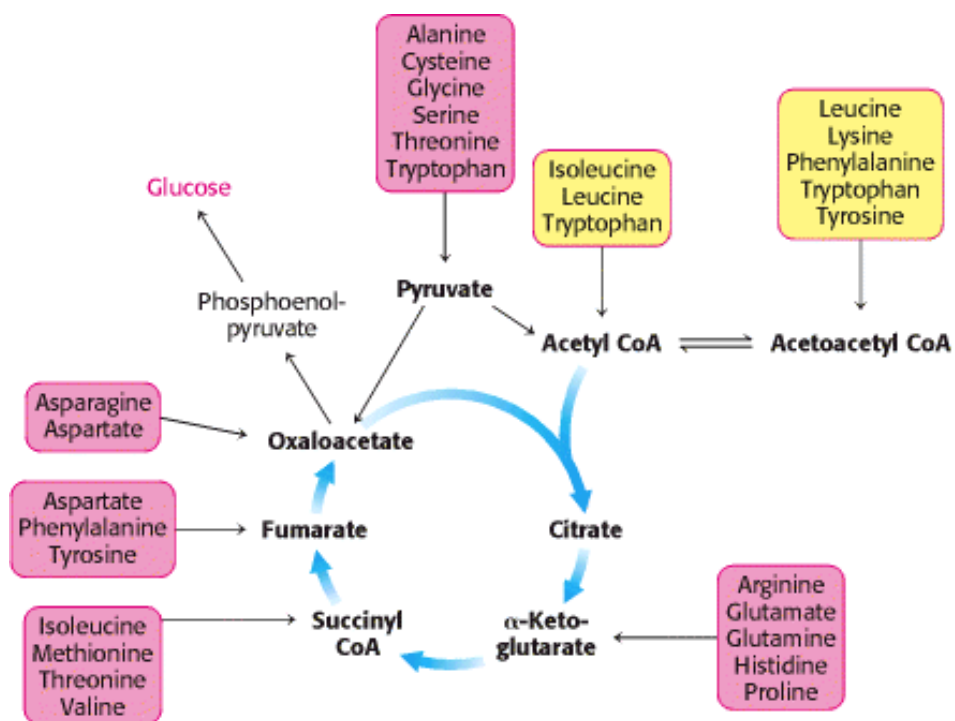 Alanine
Cysteine
Glycine
Serine
Threonine
Tryptophan
Leucine
Lysine
Phenylalanine
Tryptophan
Tyrosine
Isoleucine
Leucine
Tryptophan
Glucose
Pyruvate
Phosphoenol-
pyruvate
Acetyl CoA
Acetoacetyl CoA
Asparagine
Aspartate
Oxaloacetate
Aspartate
Phenylalanine
Tyrosine
Fumarate
Citrate
Isoleucine
Methionine
Threonine
Valine
Succinyl
CoA
α-Keto-
glutarate
Arginine
Glutamate
Glutamine
Histidine
Proline